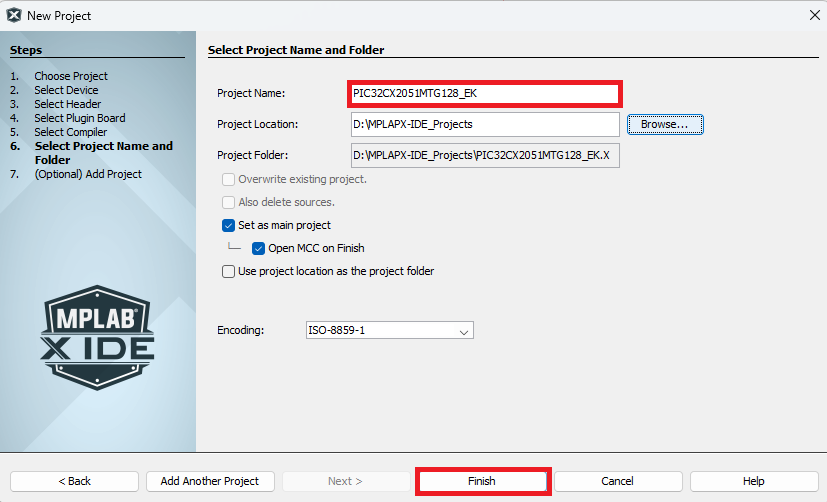 New Project
Steps
1. Choose Project
2. Select Device
3. Select Header
4. Select Plugin Board
5. Select Compiler
6. Select Project Name and
Folder
7. (Optional) Add Project
MPLAB
X IDE
Select Project Name and Folder
Project Name: PIC32CX2051MTG128_EK
Project Location: D:\MPLAPX-IDE_Projects Browse...
Project Folder: D:\MPLAPX-IDE_Projects\PIC32CX2051MTG128_EK.X
Overwrite existing project.
Also delete sources.
Set as main project
Open MCC on Finish
Use project location as the project folder
Encoding: ISO-8859-1
< Back Add Another Project Next > Finish Cancel Help